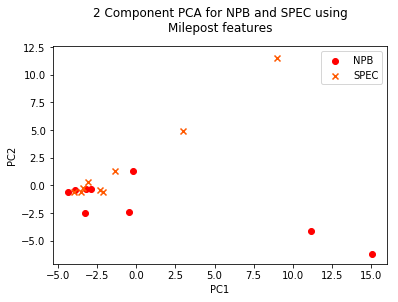 2 Component PCA for NPB and SPEC using
Milepost features
12.5
10.0
7.5
5.0
2.5
0.0
−2.5
−5.0
PC2
NPB
SPEC
−5.0 −2.5 0.0 2.5 5.0 7.5 10.0 12.5 15.0
PC1